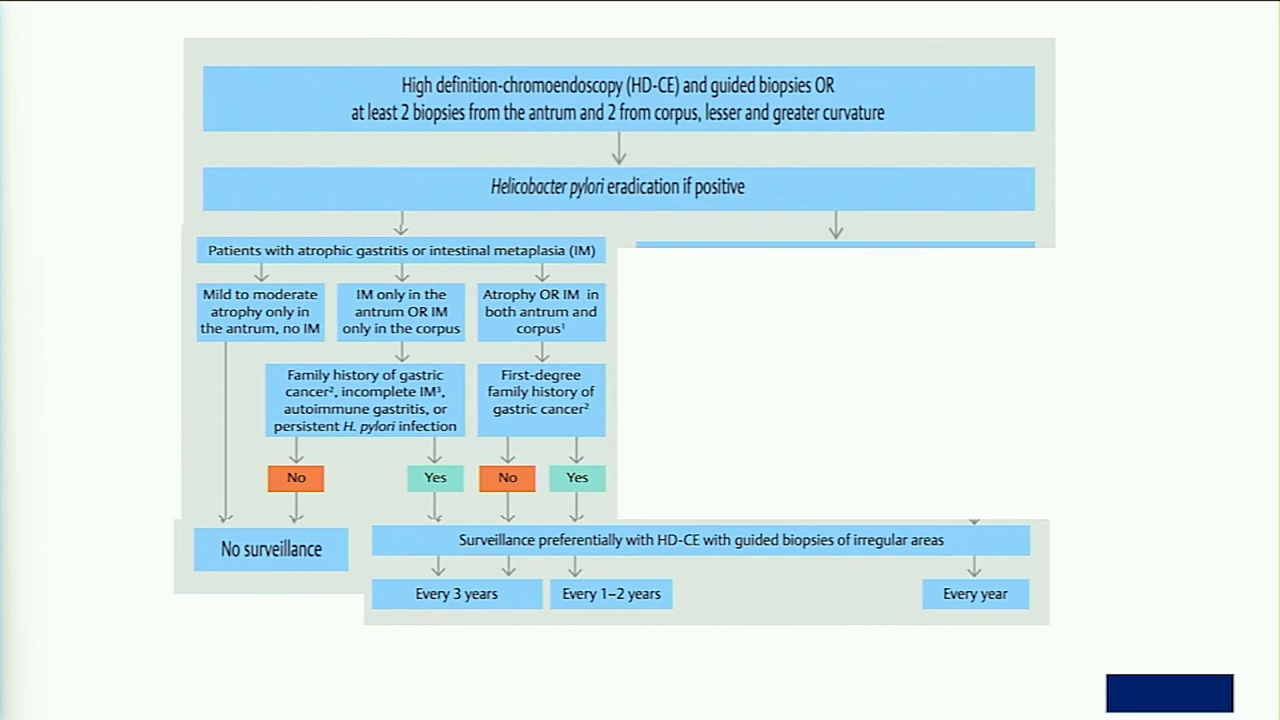 High definition-chromoendoscopy (HD-CE) and guided biopsies OR
at least 2 biopsies from the antrum and 2 from corpus, lesser and greater curvature
Helicobacter pylori eradication if positive
Patients with atrophic gastritis or intestinal metaplasia (IM)
Mild to moderate
atrophy only in
the antrum, no IM
IM only in the
antrum OR IM
only in the corpus
Atrophy OR IM in
both antrum and
corpus¹
Family history of gastric
cancer², incomplete IM³,
autoimmune gastritis, or
persistent H. pylori infection
First-degree
family history of
gastric cancer²
No
Yes
No
Yes
No surveillance
Surveillance preferentially with HD-CE with guided biopsies of irregular areas
Every 3 years
Every 1–2 years
Every year